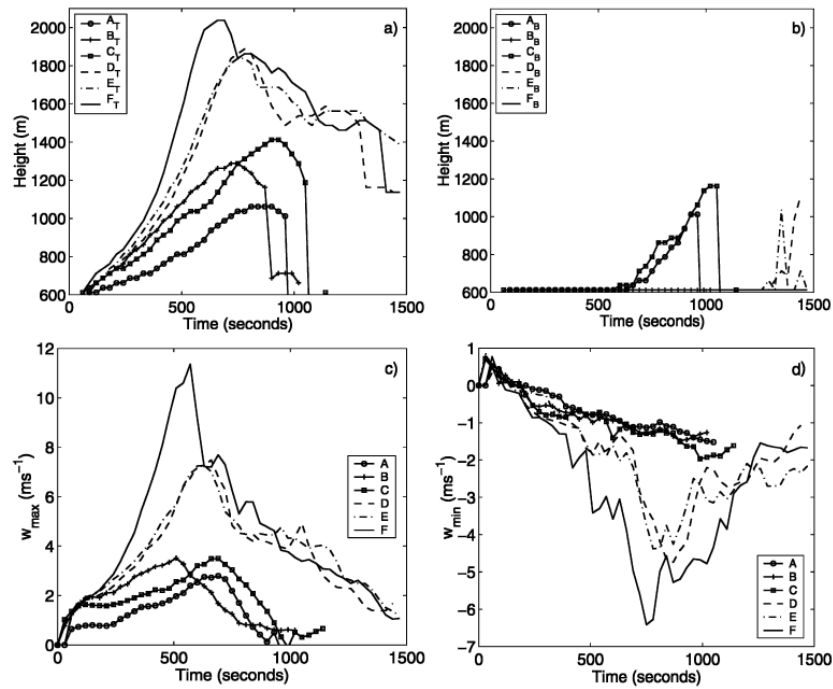 a)
2000
1800
1600
1400
1200
1000
800
600
Height (m)
A_T
B_T
C_T
D_T
E_T
F_T
0 500 1000 1500
Time (seconds)
b)
2000
1800
1600
1400
1200
1000
800
600
Height (m)
A_B
B_B
C_B
D_B
E_B
F_B
0 500 1000 1500
Time (seconds)
c)
12
10
8
6
4
2
0
w_max (ms⁻¹)
A
B
C
D
E
F
0 500 1000 1500
Time (seconds)
d)
1
0
−1
−2
−3
−4
−5
−6
−7
w_min (ms⁻¹)
A
B
C
D
E
F
0 500 1000 1500
Time (seconds)